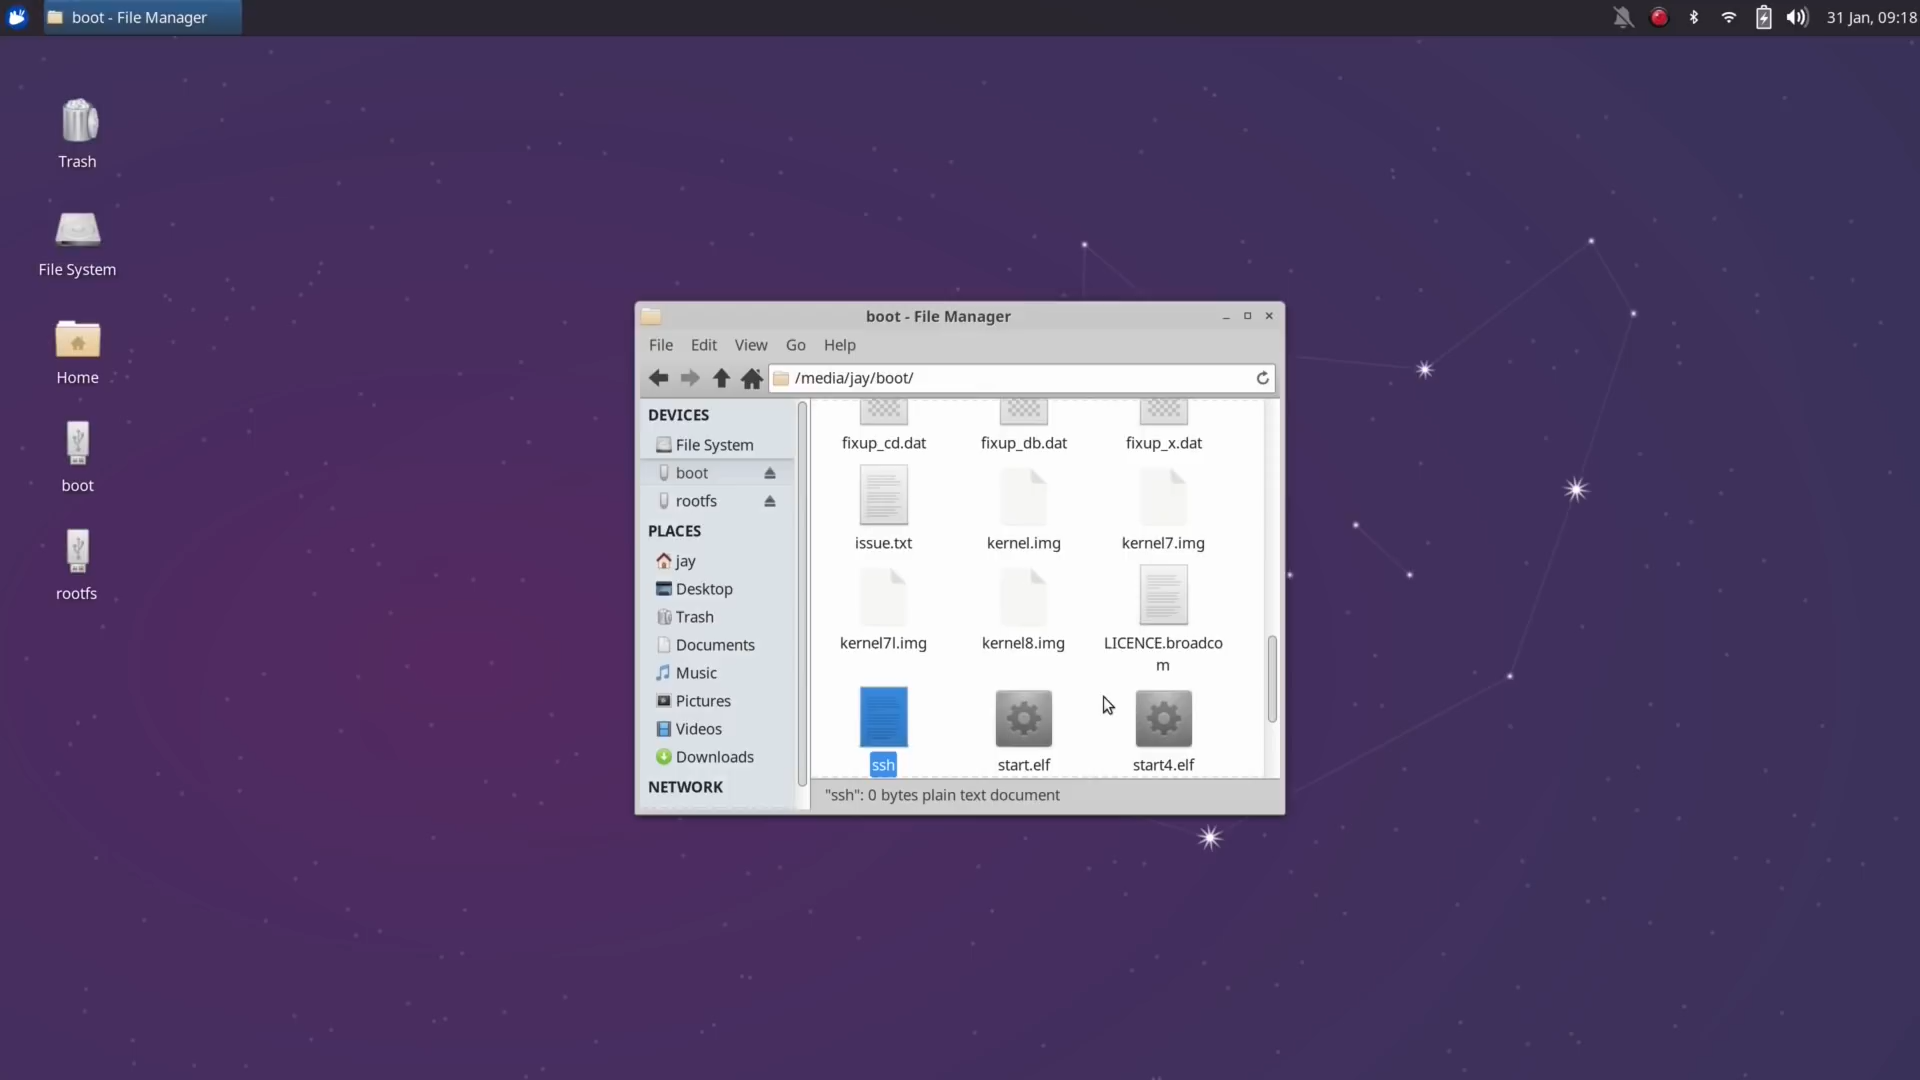 boot - File Manager
31 Jan, 09:18
Trash
File System
Home
boot
rootfs
boot - File Manager
File Edit View Go Help
/media/jay/boot/
DEVICES
File System
boot
rootfs
PLACES
jay
Desktop
Trash
Documents
Music
Pictures
Videos
Downloads
NETWORK
fixup_cd.dat fixup_db.dat fixup_x.dat
issue.txt kernel.img kernel7.img
kernel7l.img kernel8.img LICENCE.broadco
m
ssh start.elf start4.elf
"ssh": 0 bytes plain text document